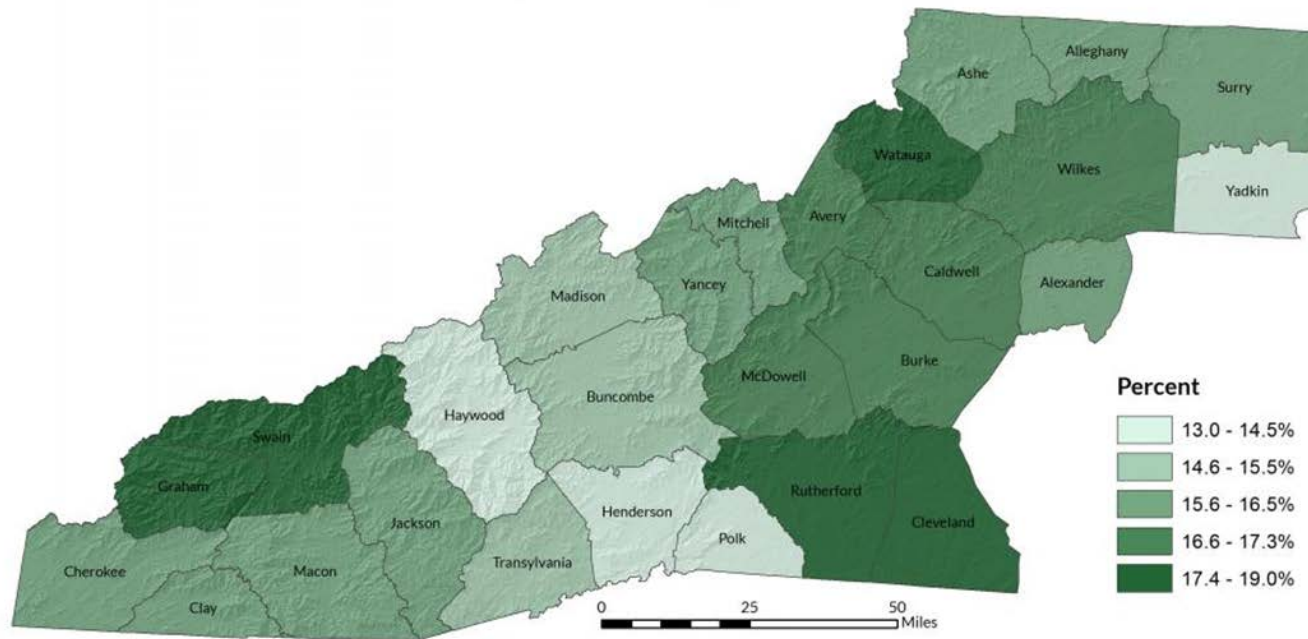 Alleghany
Ashe
Surry
Watauga
Wilkes
Yadkin
Mitchell
Avery
Caldwell
Alexander
Yancey
Madison
Burke
McDowell
Buncombe
Haywood
Swain
Graham
Rutherford
Cleveland
Henderson
Jackson
Polk
Transylvania
Cherokee
Macon
Clay
Percent
13.0 - 14.5%
14.6 - 15.5%
15.6 - 16.5%
16.6 - 17.3%
17.4 - 19.0%
0 25 50
Miles